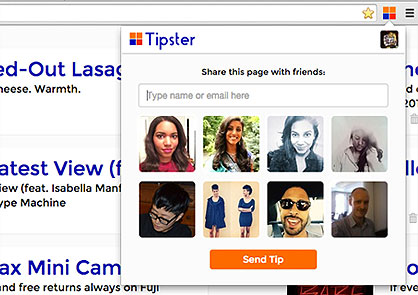 Tipster
Share this page with friends:
Type name or email here
Send Tip
ed-Out Lasag
heese. Warmth.
atest View (f
iew (feat. Isabella Manf
ype Machine
ax Mini Cam
and free returns always on Fuji